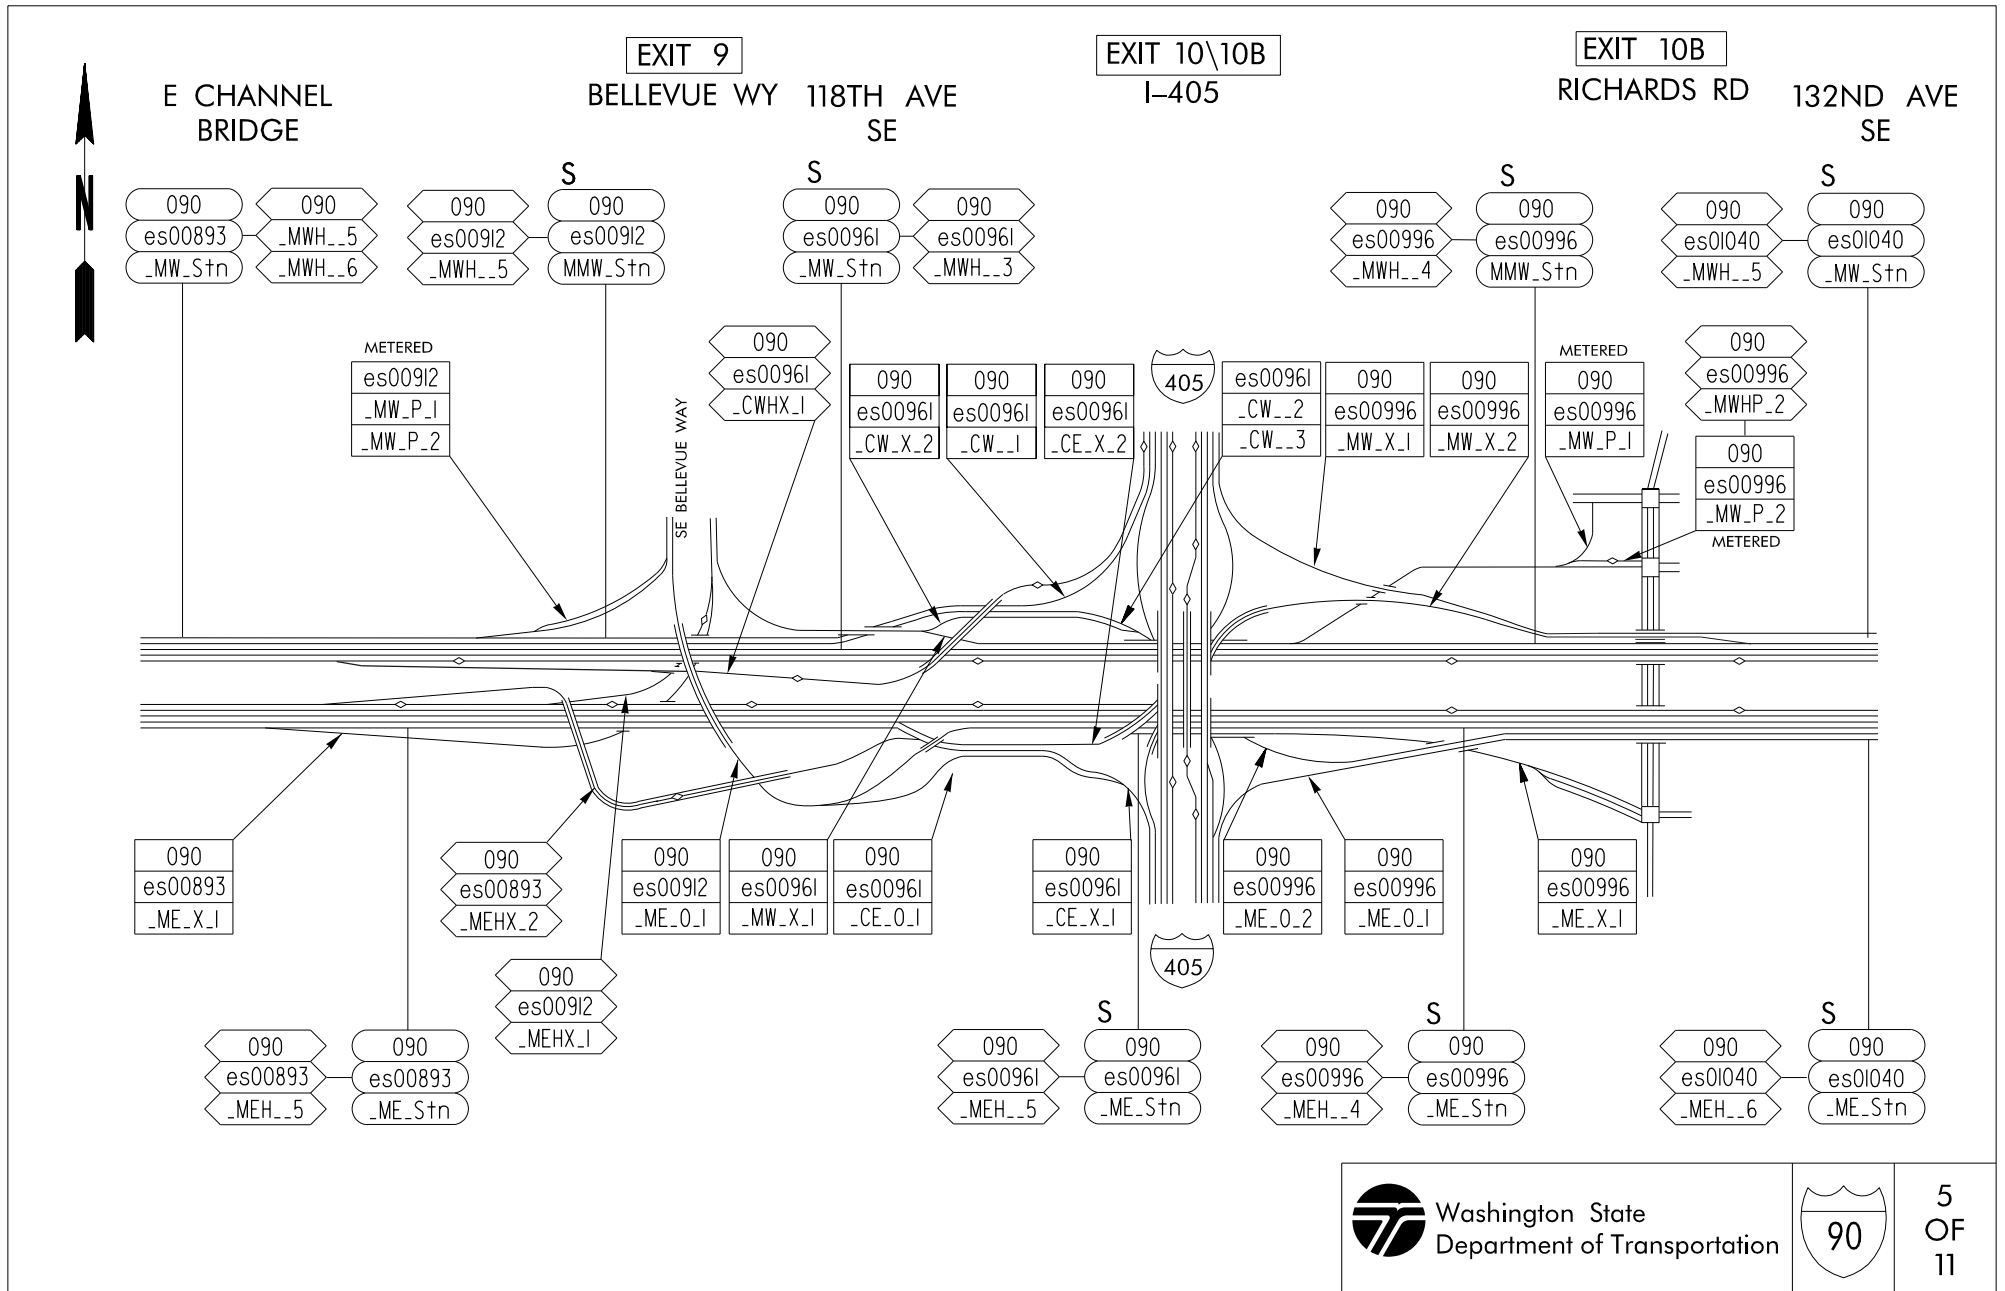 EXIT 9
EXIT 10\10B
EXIT 10B
E CHANNEL
BRIDGE
BELLEVUE WY
118TH AVE
SE
I-405
RICHARDS RD
132ND AVE
SE
N
090
es00893
_MW_Stn
090
_MWH__5
_MWH__6
090
es00912
_MWH__5
S
090
es00912
MMW_Stn
S
090
es00961
_MW_Stn
090
es00961
_MWH__3
090
es00996
_MWH__4
S
090
es00996
MMW_Stn
090
es01040
_MWH__5
S
090
es01040
_MW_Stn
METERED
es00912
_MW_P_1
_MW_P_2
SE BELLEVUE WAY
090
es00961
_CWHX_1
090
es00961
_CW_X_2
090
es00961
_CW__1
090
es00961
_CE_X_2
405
es00961
_CW__2
_CW__3
090
es00996
_MW_X_1
090
es00996
_MW_X_2
METERED
090
es00996
_MW_P_1
090
es00996
_MWHP_2
090
es00996
_MW_P_2
METERED
090
es00893
_ME_X_1
090
es00893
_MEHX_2
090
es00912
_ME_O_1
090
es00961
_MW_X_1
090
es00961
_CE_O_1
090
es00961
_CE_X_1
090
es00996
_ME_O_2
090
es00996
_ME_O_1
090
es00996
_ME_X_1
405
090
es00912
_MEHX_1
090
es00893
_MEH__5
090
es00893
_ME_Stn
090
es00961
_MEH__5
S
090
es00961
_ME_Stn
090
es00996
_MEH__4
S
090
es00996
_ME_Stn
090
es01040
_MEH__6
S
090
es01040
_ME_Stn
Washington State
Department of Transportation
90
5
OF
11